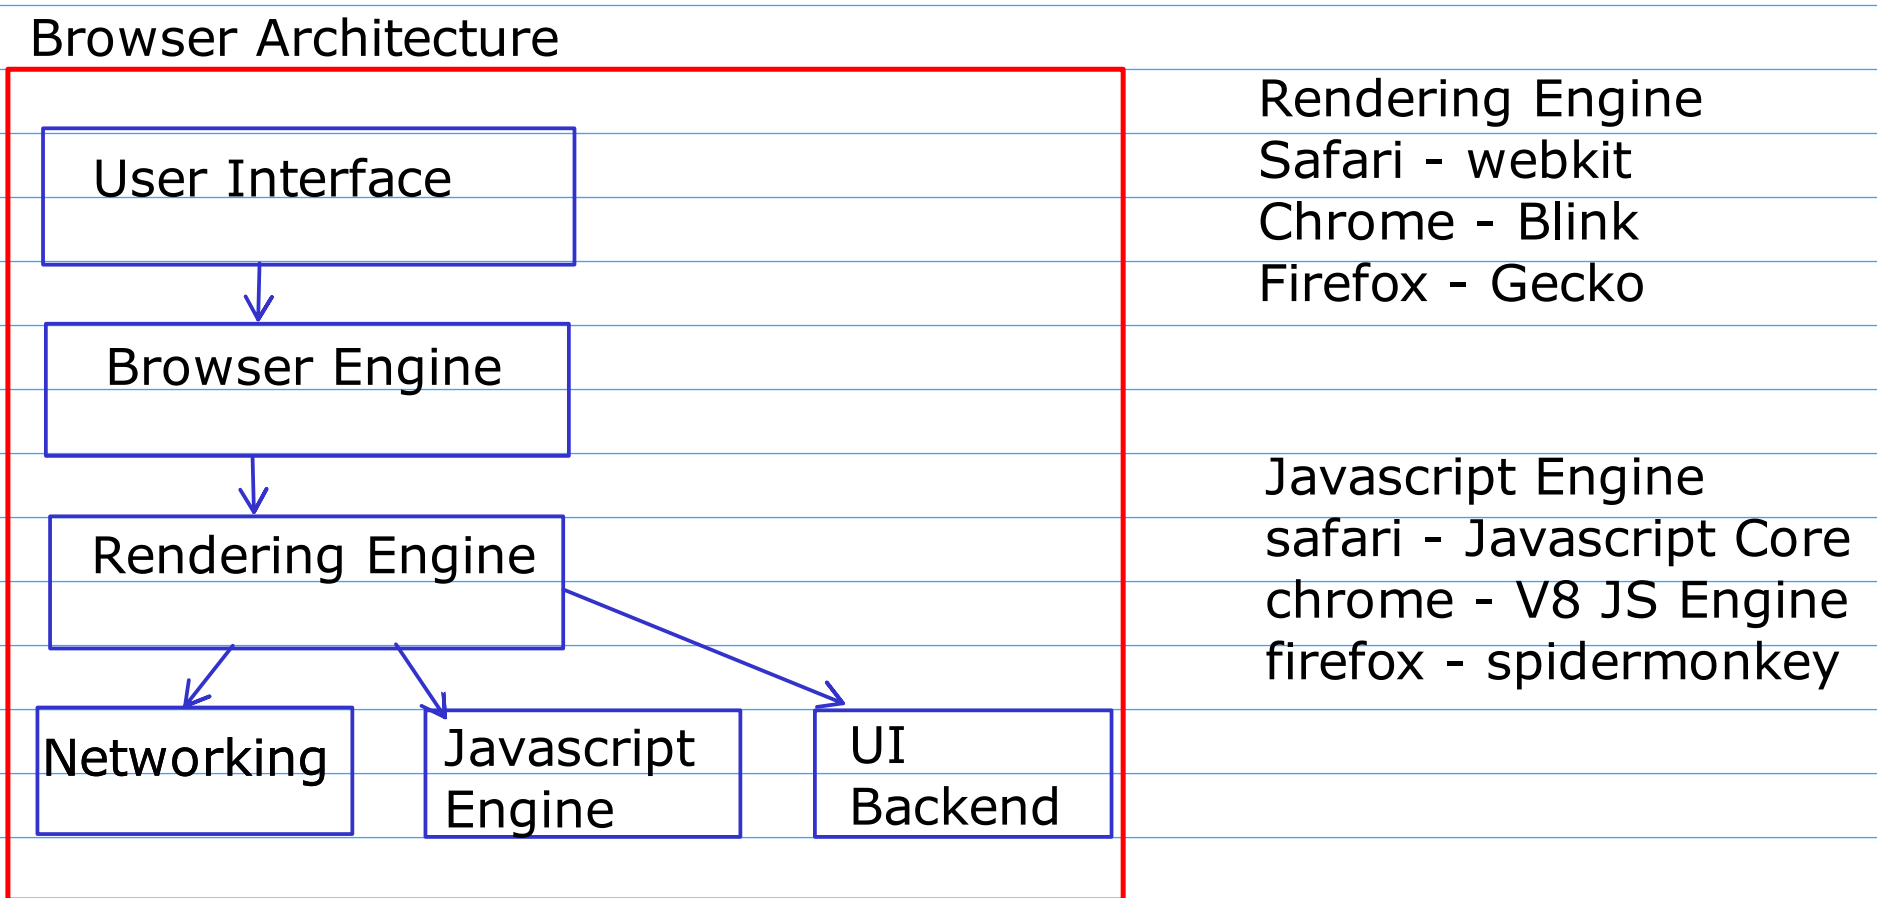 Browser Architecture
User Interface
Browser Engine
Rendering Engine
Networking
Javascript
Engine
UI
Backend
Rendering Engine
Safari - webkit
Chrome - Blink
Firefox - Gecko
Javascript Engine
safari - Javascript Core
chrome - V8 JS Engine
firefox - spidermonkey